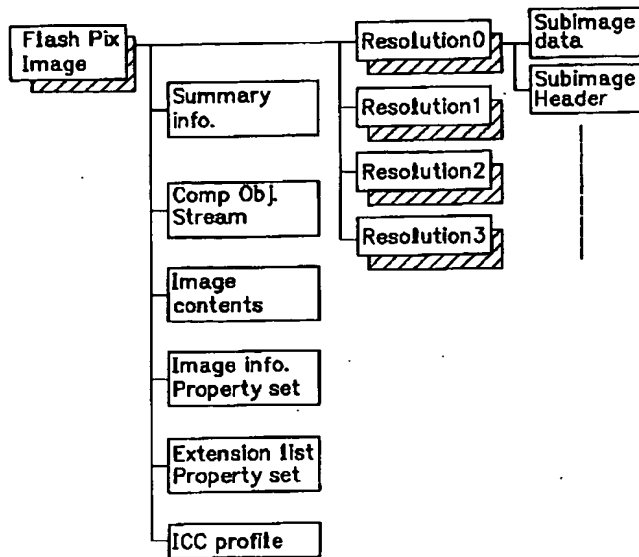 Flash Pix
Image
Summary
info.
Comp Obj.
Stream
Image
contents
Image info.
Property set
Extension list
Property set
ICC profile
Resolution0
Resolution1
Resolution2
Resolution3
Subimage
data
Subimage
Header